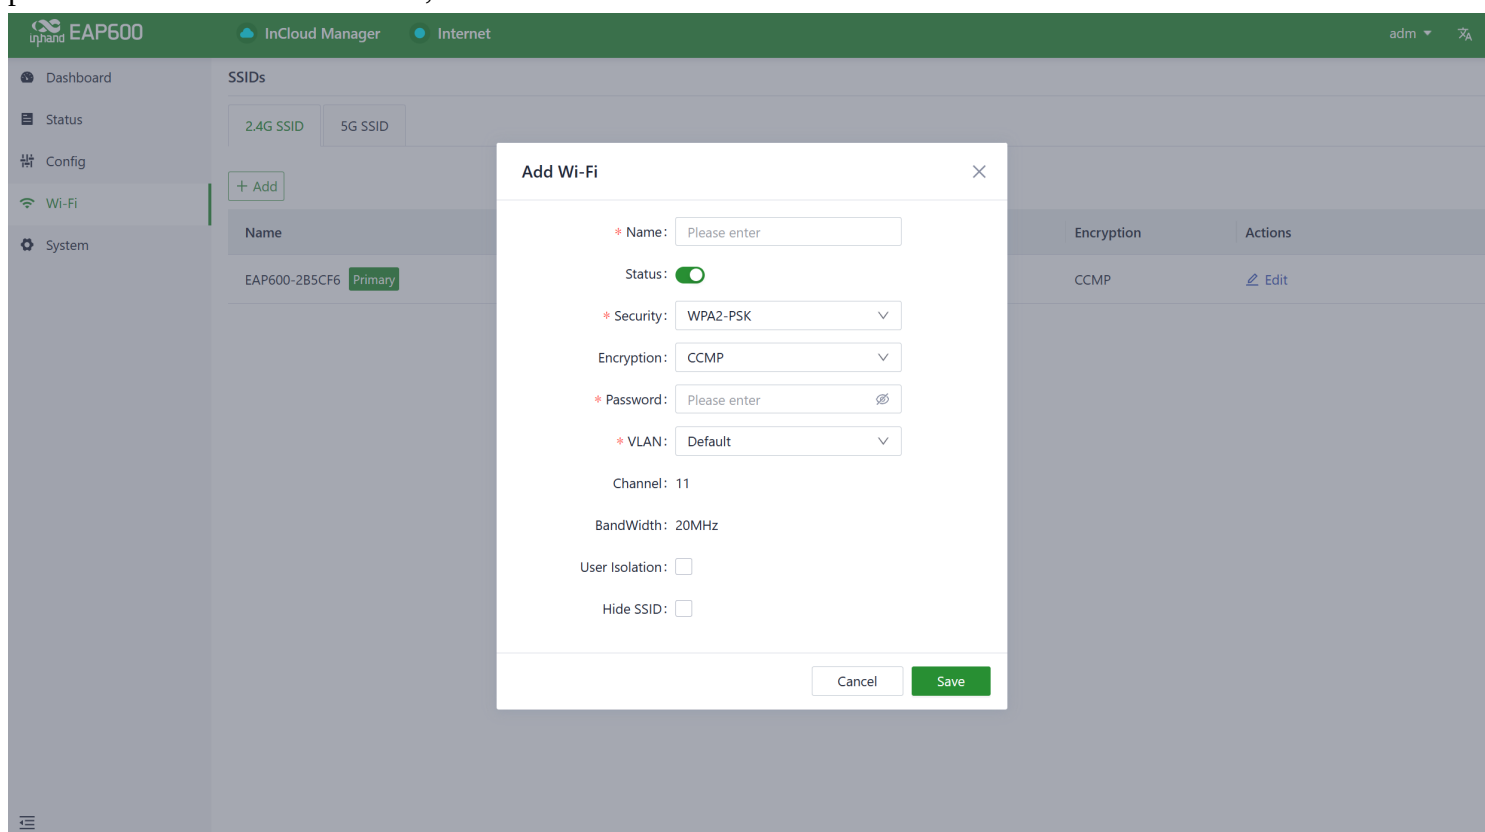 inhand EAP600 InCloud Manager Internet adm
Dashboard
Status
Config
Wi-Fi
System
SSIDs
2.4G SSID 5G SSID
+ Add
Name Encryption Actions
EAP600-2B5CF6 Primary CCMP Edit
Add Wi-Fi
* Name: Please enter
Status:
* Security: WPA2-PSK
Encryption: CCMP
* Password: Please enter
* VLAN: Default
Channel: 11
BandWidth: 20MHz
User Isolation:
Hide SSID:
Cancel Save